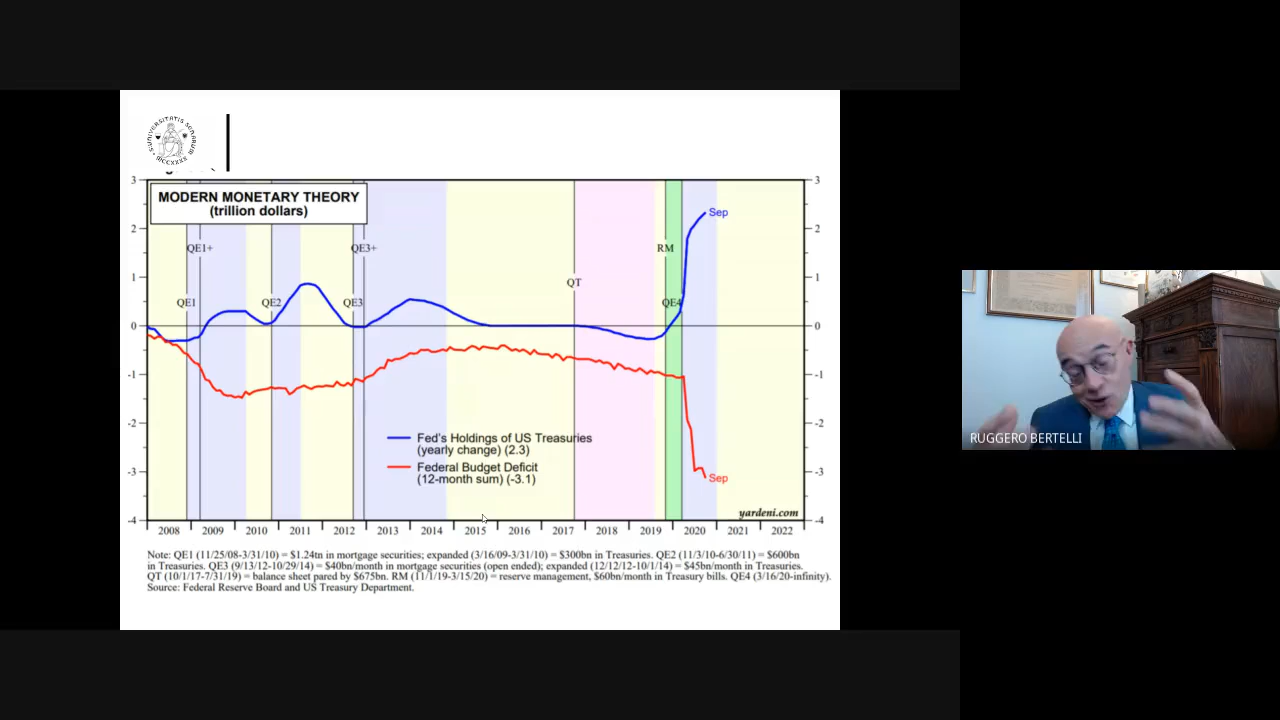 UNIVERSITATIS SENARUM
MCCXXXX
MODERN MONETARY THEORY
(trillion dollars)
3
2
1
0
-1
-2
-3
-4
3
2
1
0
-1
-2
-3
-4
QE1+
QE3+
RM
QT
QE1
QE2
QE3
QE4
Sep
Sep
Fed's Holdings of US Treasuries
(yearly change) (2.3)
Federal Budget Deficit
(12-month sum) (-3.1)
yardeni.com
2008 2009 2010 2011 2012 2013 2014 2015 2016 2017 2018 2019 2020 2021 2022
Note: QE1 (11/25/08-3/31/10) = $1.24tn in mortgage securities; expanded (3/16/09-3/31/10) = $300bn in Treasuries. QE2 (11/3/10-6/30/11) = $600bn
in Treasuries. QE3 (9/13/12-10/29/14) = $40bn/month in mortgage securities (open ended); expanded (12/12/12-10/1/14) = $45bn/month in Treasuries.
QT (10/1/17-7/31/19) = balance sheet pared by $675bn. RM (11/1/19-3/15/20) = reserve management, $60bn/month in Treasury bills. QE4 (3/16/20-infinity).
Source: Federal Reserve Board and US Treasury Department.
RUGGERO BERTELLI